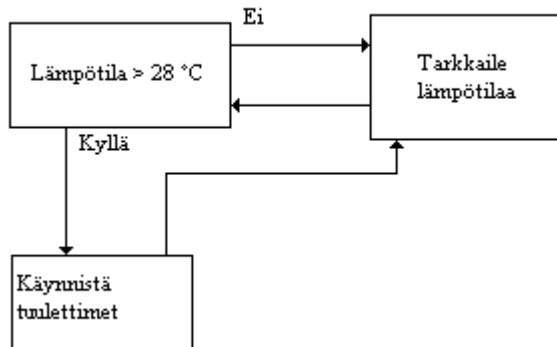 Ei
Lämpötila > 28 °C
Tarkkaile
lämpötilaa
Kyllä
Käynnistä
tuulettimet